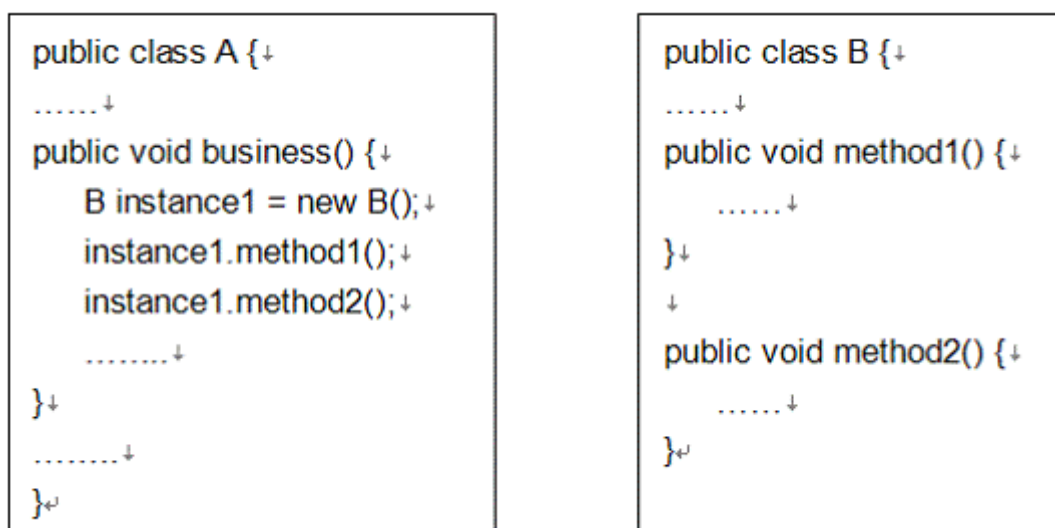 public class A {↓
……↓
public void business() {↓
B instance1 = new B();↓
instance1.method1();↓
instance1.method2();↓
……...↓
}↓
……...↓
}↵
public class B {↓
……↓
public void method1() {↓
……↓
}↓
↓
public void method2() {↓
……↓
}↵